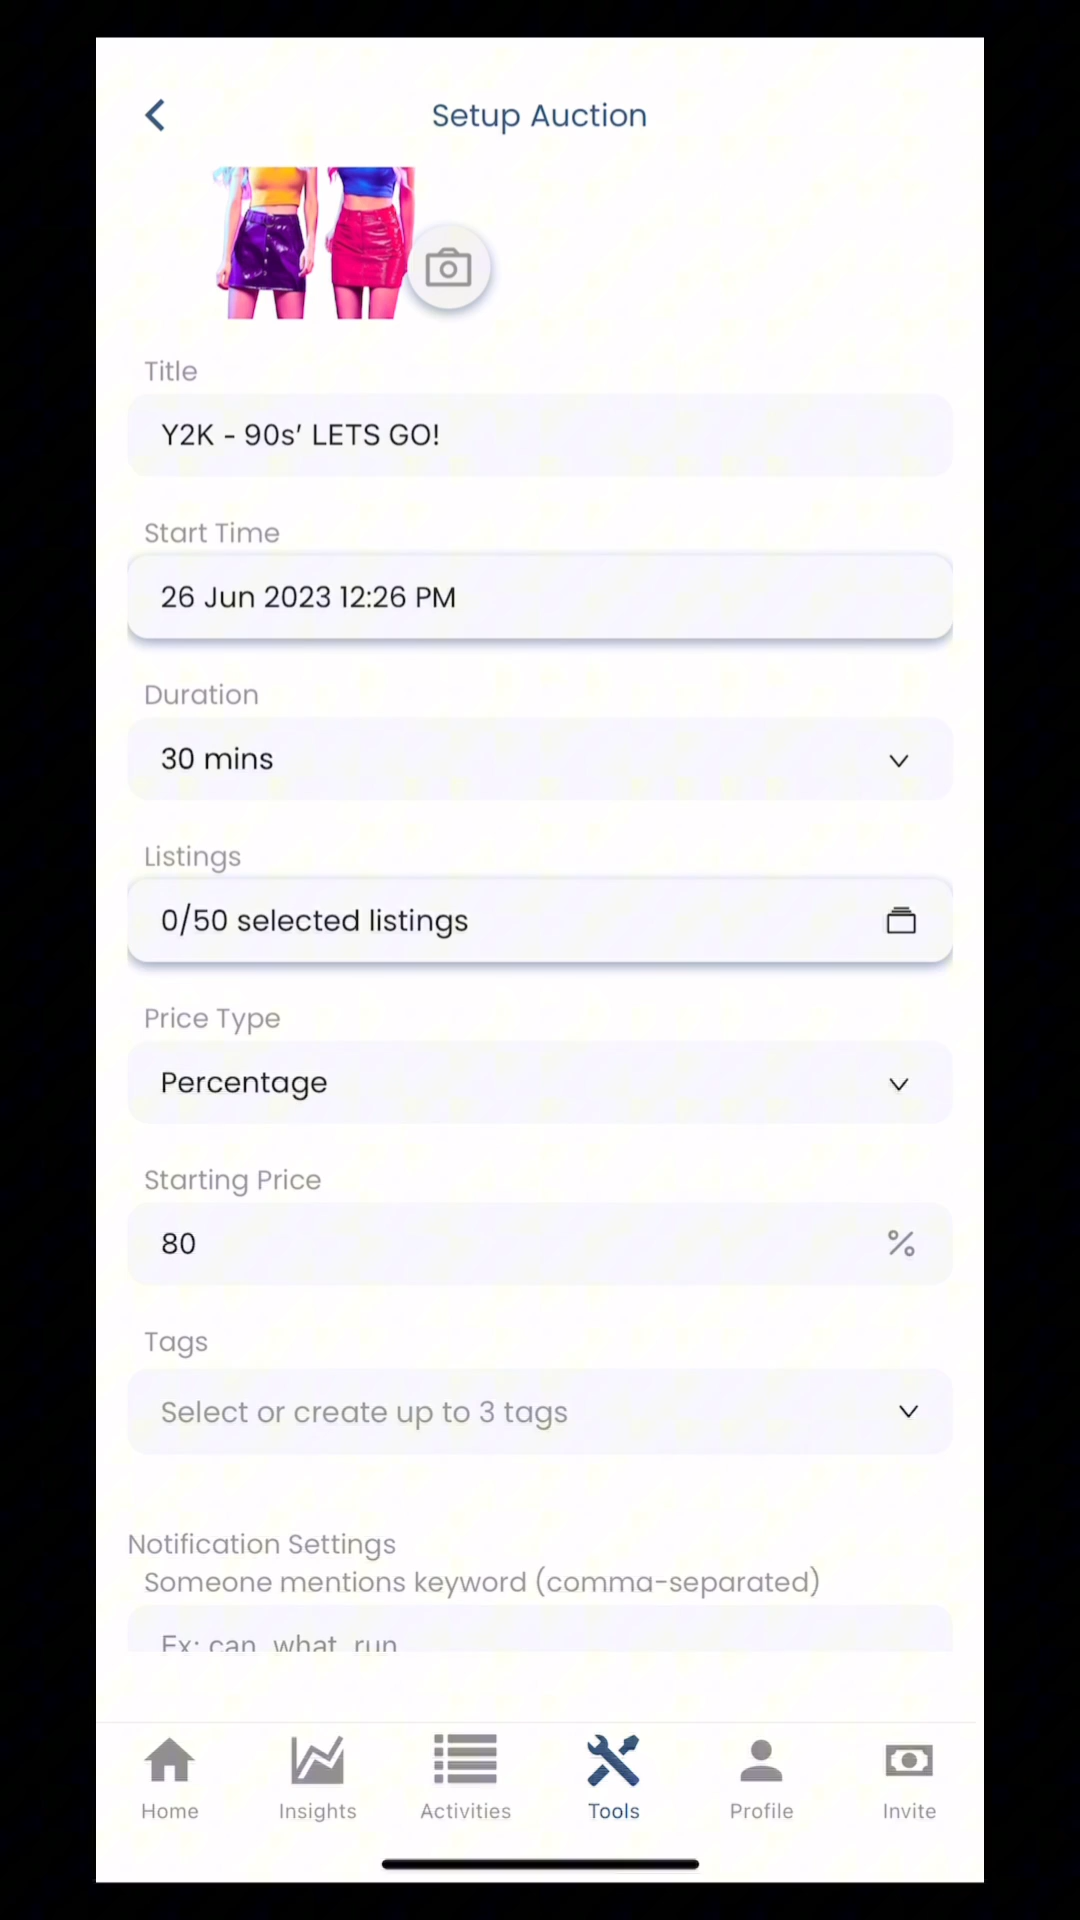 Setup Auction
Title
Y2K - 90s’ LETS GO!
Start Time
26 Jun 2023 12:26 PM
Duration
30 mins
Listings
0/50 selected listings
Price Type
Percentage
Starting Price
80 %
Tags
Select or create up to 3 tags
Notification Settings
Someone mentions keyword (comma-separated)
Ex: can, what, run
Home Insights Activities Tools Profile Invite